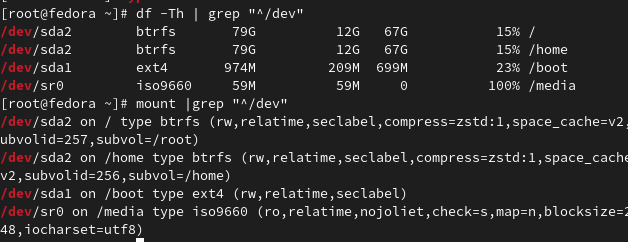 [root@fedora ~]# df -Th | grep "^/dev"
/dev/sda2 btrfs 79G 12G 67G 15% /
/dev/sda2 btrfs 79G 12G 67G 15% /home
/dev/sda1 ext4 974M 209M 699M 23% /boot
/dev/sr0 iso9660 59M 59M 0 100% /media
[root@fedora ~]# mount |grep "^/dev"
/dev/sda2 on / type btrfs (rw,relatime,seclabel,compress=zstd:1,space_cache=v2,
ubvolid=257,subvol=/root)
/dev/sda2 on /home type btrfs (rw,relatime,seclabel,compress=zstd:1,space_cache
v2,subvolid=256,subvol=/home)
/dev/sda1 on /boot type ext4 (rw,relatime,seclabel)
/dev/sr0 on /media type iso9660 (ro,relatime,nojoliet,check=s,map=n,blocksize=2
48,iocharset=utf8)